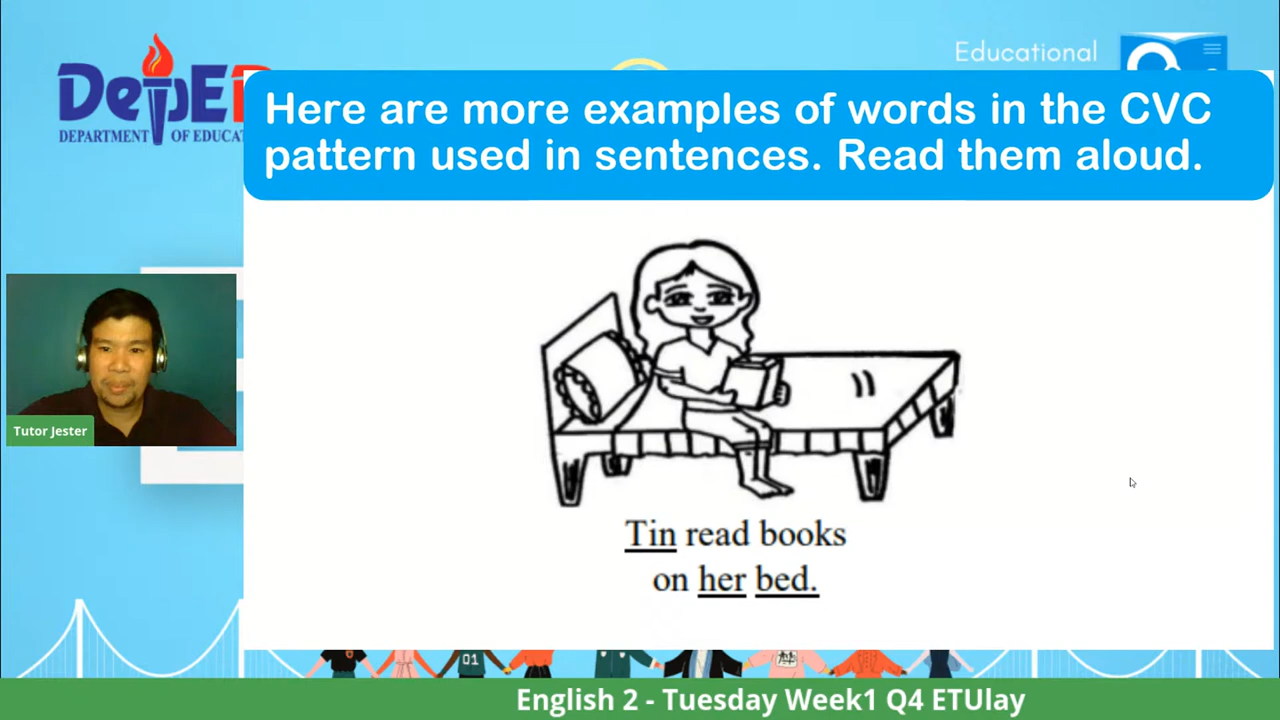 DepED
DEPARTMENT OF EDUCAT
Educational
Here are more examples of words in the CVC
pattern used in sentences. Read them aloud.
Tutor Jester
Tin read books
on her bed.
01
English 2 - Tuesday Week1 Q4 ETUlay